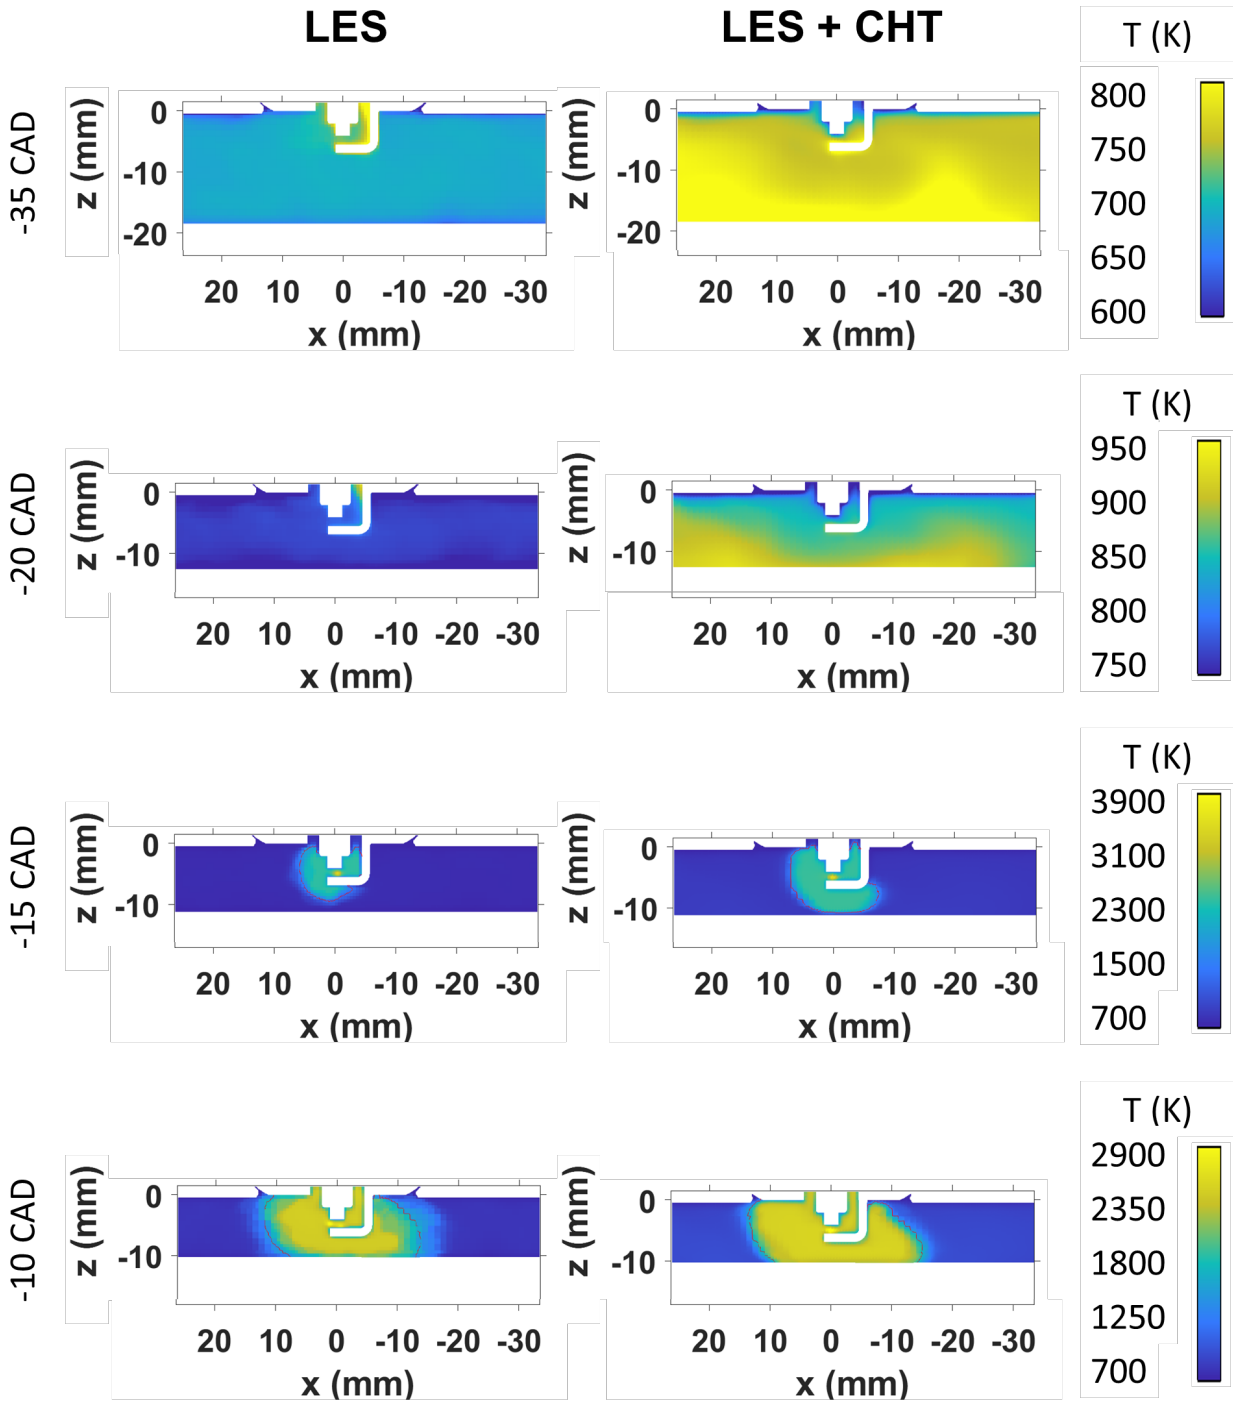 LES
LES + CHT
T (K)
-35 CAD
z (mm)
0
-10
-20
20 10 0 -10 -20 -30
x (mm)
z (mm)
0
-10
-20
20 10 0 -10 -20 -30
x (mm)
800
750
700
650
600
-20 CAD
z (mm)
0
-10
20 10 0 -10 -20 -30
x (mm)
z (mm)
0
-10
20 10 0 -10 -20 -30
x (mm)
T (K)
950
900
850
800
750
-15 CAD
z (mm)
0
-10
20 10 0 -10 -20 -30
x (mm)
z (mm)
0
-10
20 10 0 -10 -20 -30
x (mm)
T (K)
3900
3100
2300
1500
700
-10 CAD
z (mm)
0
-10
20 10 0 -10 -20 -30
x (mm)
z (mm)
0
-10
20 10 0 -10 -20 -30
x (mm)
T (K)
2900
2350
1800
1250
700